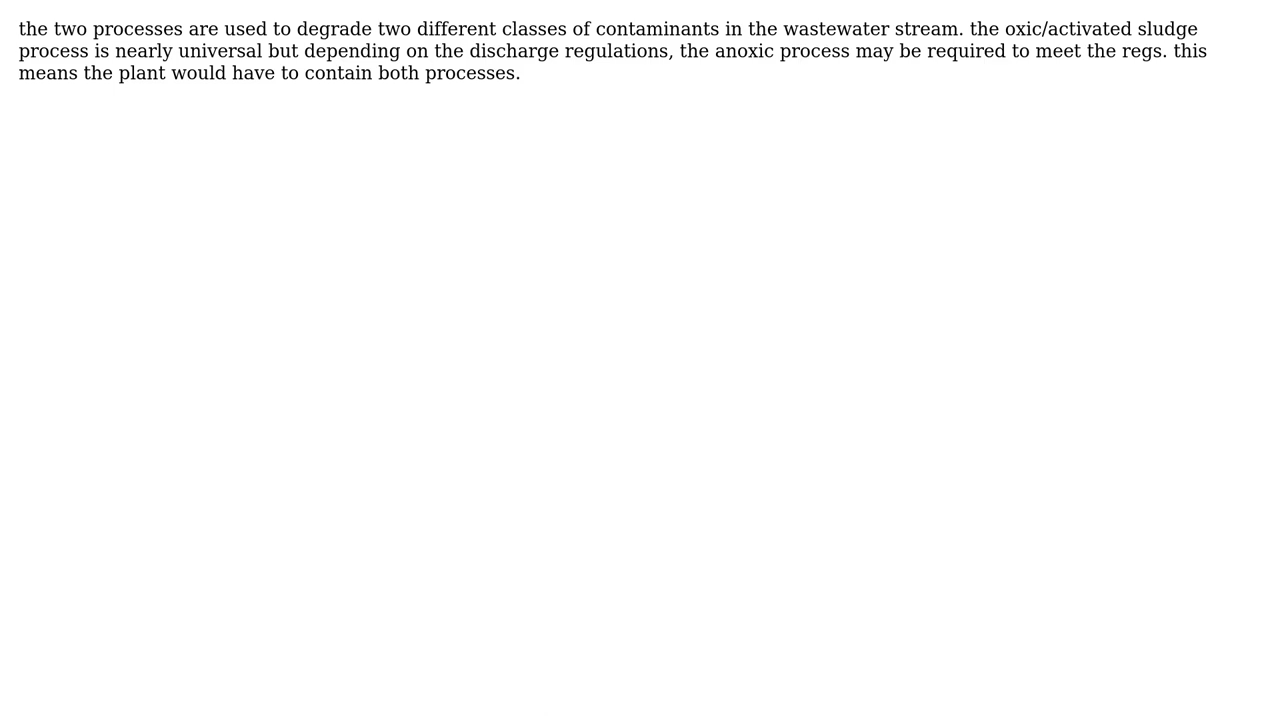 the two processes are used to degrade two different classes of contaminants in the wastewater stream. the oxic/activated sludge
process is nearly universal but depending on the discharge regulations, the anoxic process may be required to meet the regs. this
means the plant would have to contain both processes.